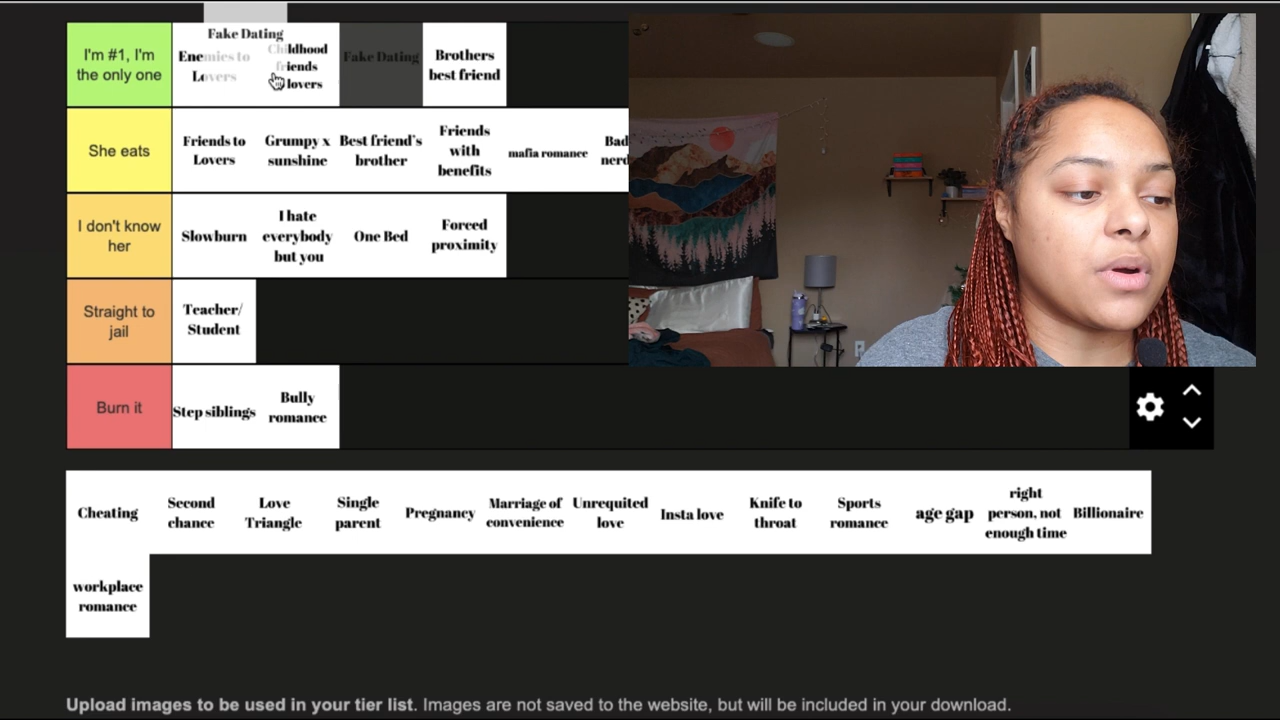 I'm #1, I'm
the only one
Fake Dating
Enemies to
Lovers
Childhood
friends
lovers
Fake Dating
Brothers
best friend
She eats
Friends to
Lovers
Grumpy x
sunshine
Best friend's
brother
Friends
with
benefits
mafia romance
Bad
nerd
I don't know
her
Slowburn
I hate
everybody
but you
One Bed
Forced
proximity
Straight to
jail
Teacher/
Student
Burn it
Step siblings
Bully
romance
Cheating
Second
chance
Love
Triangle
Single
parent
Pregnancy
Marriage of
convenience
Unrequited
love
Insta love
Knife to
throat
Sports
romance
age gap
right
person, not
enough time
Billionaire
workplace
romance
Upload images to be used in your tier list. Images are not saved to the website, but will be included in your download.